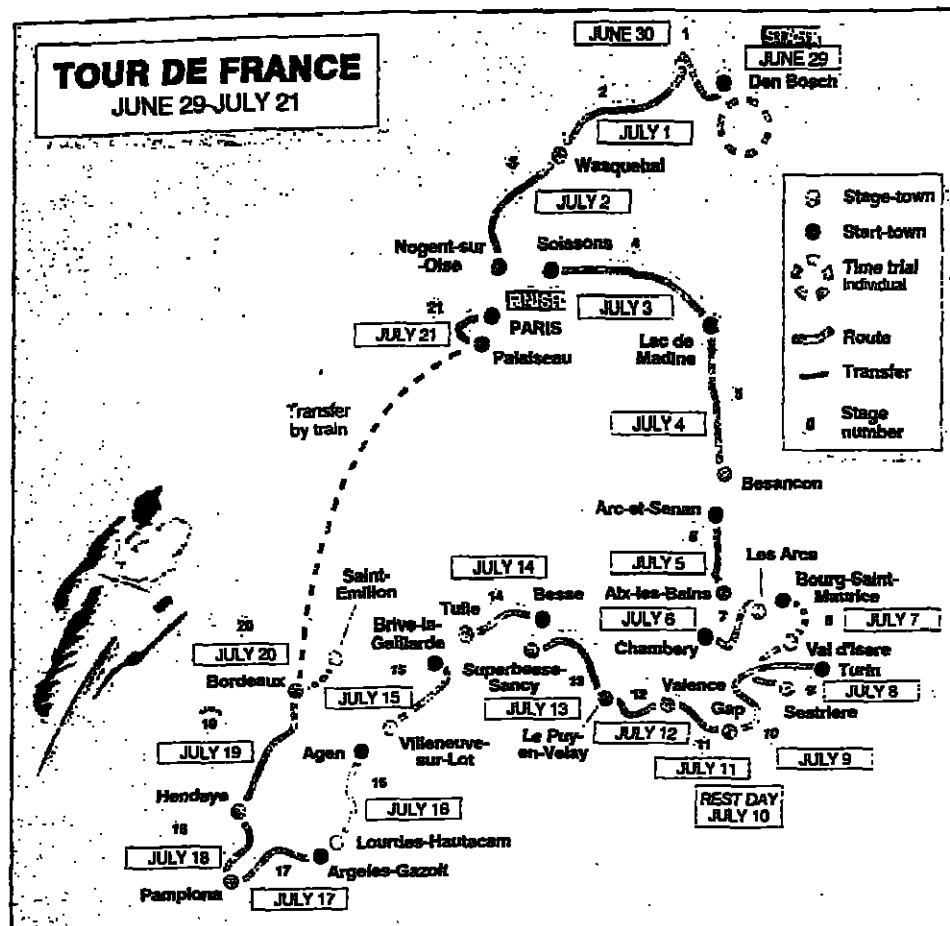 TOUR DE FRANCE
JUNE 29-JULY 21
JUNE 30
1
JUNE 29
Den Bosch
2
JULY 1
Wasquehal
JULY 2
Nogent-sur
-Oise
Soissons
4
FINISH
JULY 3
21
JULY 21
PARIS
Palaiseau
Lac de
Madine
Stage-town
Start-town
Time trial
Individual
Route
Transfer
Stage
number
Transfer
by train
JULY 4
Besancon
Arc-et-Senan
JULY 5
Aix-les-Bains
Les Arcs
Bourg-Saint-
Maurice
JULY 6
7
Chambery
8
JULY 7
Val d'Isere
Turin
9
JULY 8
Sestriere
JULY 14
14
Saint-
Emilion
Tulle
Besse
Brive-la-
Gaillarde
20
JULY 20
Bordeaux
15
JULY 15
Superbesse-
Sancy
13
JULY 13
Valence
12
Gap
Le Puy-
en-Velay
JULY 12
11
10
JULY 11
JULY 9
REST DAY
JULY 10
19
JULY 19
Agen
Villeneuve-
sur-Lot
16
JULY 16
Hendaye
18
JULY 18
Lourdes-Hautacam
Argeles-Gazolt
17
Pamplona
JULY 17